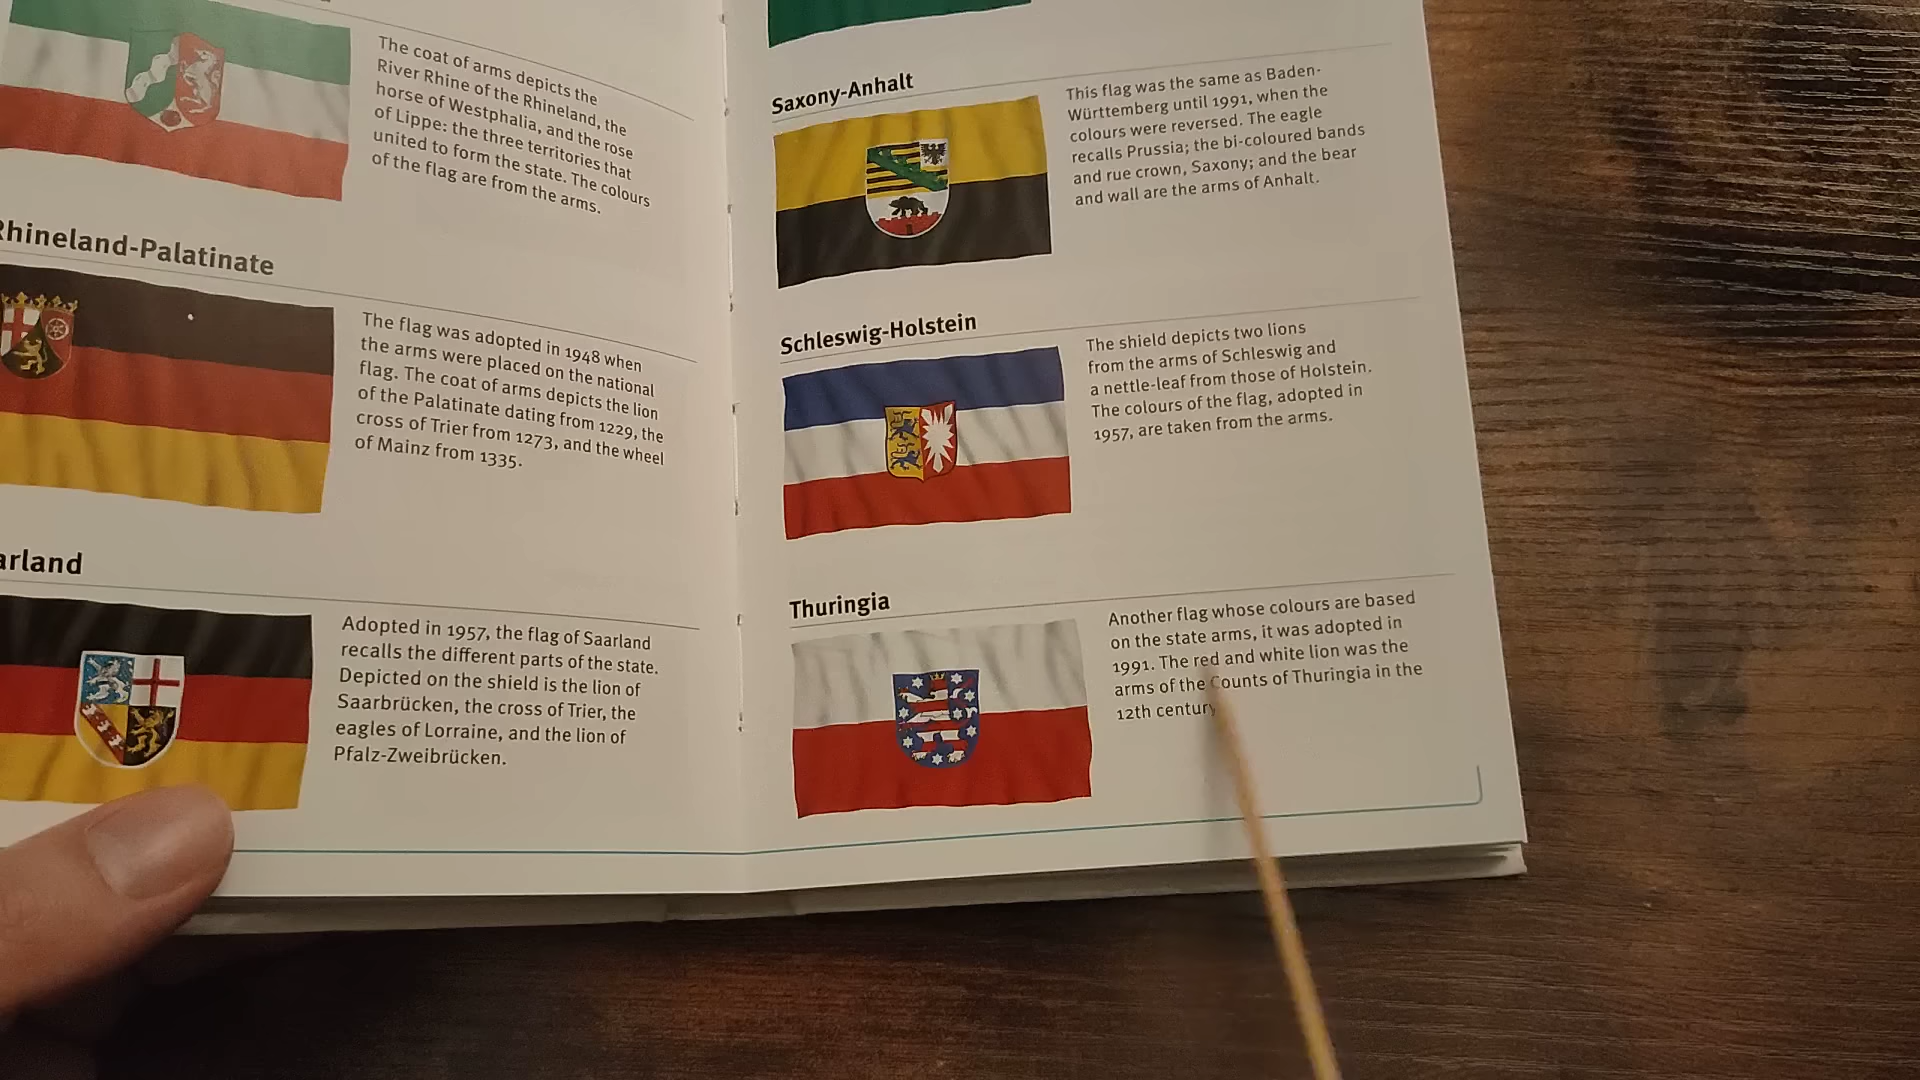 The coat of arms depicts the
River Rhine of the Rhineland, the
horse of Westphalia, and the rose
of Lippe: the three territories that
united to form the state. The colours
of the flag are from the arms.
Rhineland-Palatinate
The flag was adopted in 1948 when
the arms were placed on the national
flag. The coat of arms depicts the lion
of the Palatinate dating from 1229, the
cross of Trier from 1273, and the wheel
of Mainz from 1335.
arland
Adopted in 1957, the flag of Saarland
recalls the different parts of the state.
Depicted on the shield is the lion of
Saarbrücken, the cross of Trier, the
eagles of Lorraine, and the lion of
Pfalz-Zweibrücken.
Saxony-Anhalt
This flag was the same as Baden-
Württemberg until 1991, when the
colours were reversed. The eagle
recalls Prussia; the bi-coloured bands
and rue crown, Saxony; and the bear
and wall are the arms of Anhalt.
Schleswig-Holstein
The shield depicts two lions
from the arms of Schleswig and
a nettle-leaf from those of Holstein.
The colours of the flag, adopted in
1957, are taken from the arms.
Thuringia
Another flag whose colours are based
on the state arms, it was adopted in
1991. The red and white lion was the
arms of the Counts of Thuringia in the
12th century